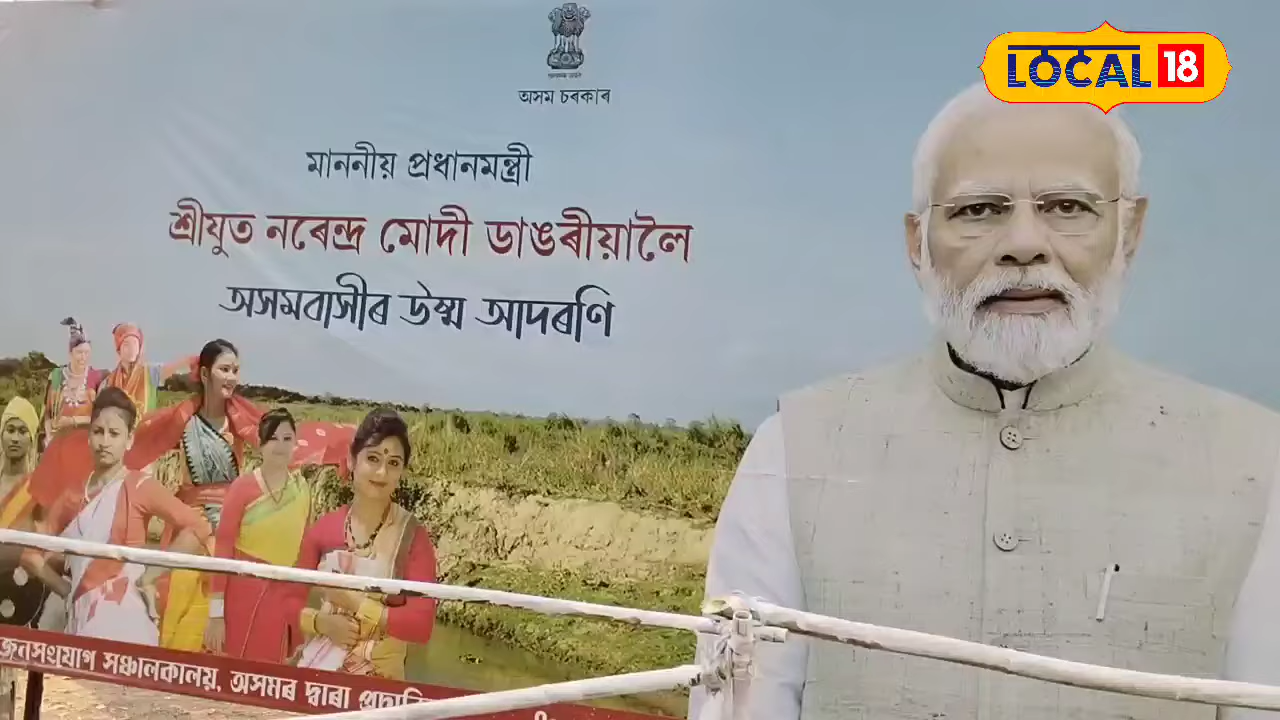 LOCAL 18
অসম চৰকাৰ
মাননীয় প্ৰধানমন্ত্ৰী
শ্ৰীযুত নৰেন্দ্ৰ মোদী ডাঙৰীয়ালৈ
অসমবাসীৰ উষ্ম আদৰণি
জনসংযোগ সঞ্চালকালয়, অসমৰ দ্বাৰা